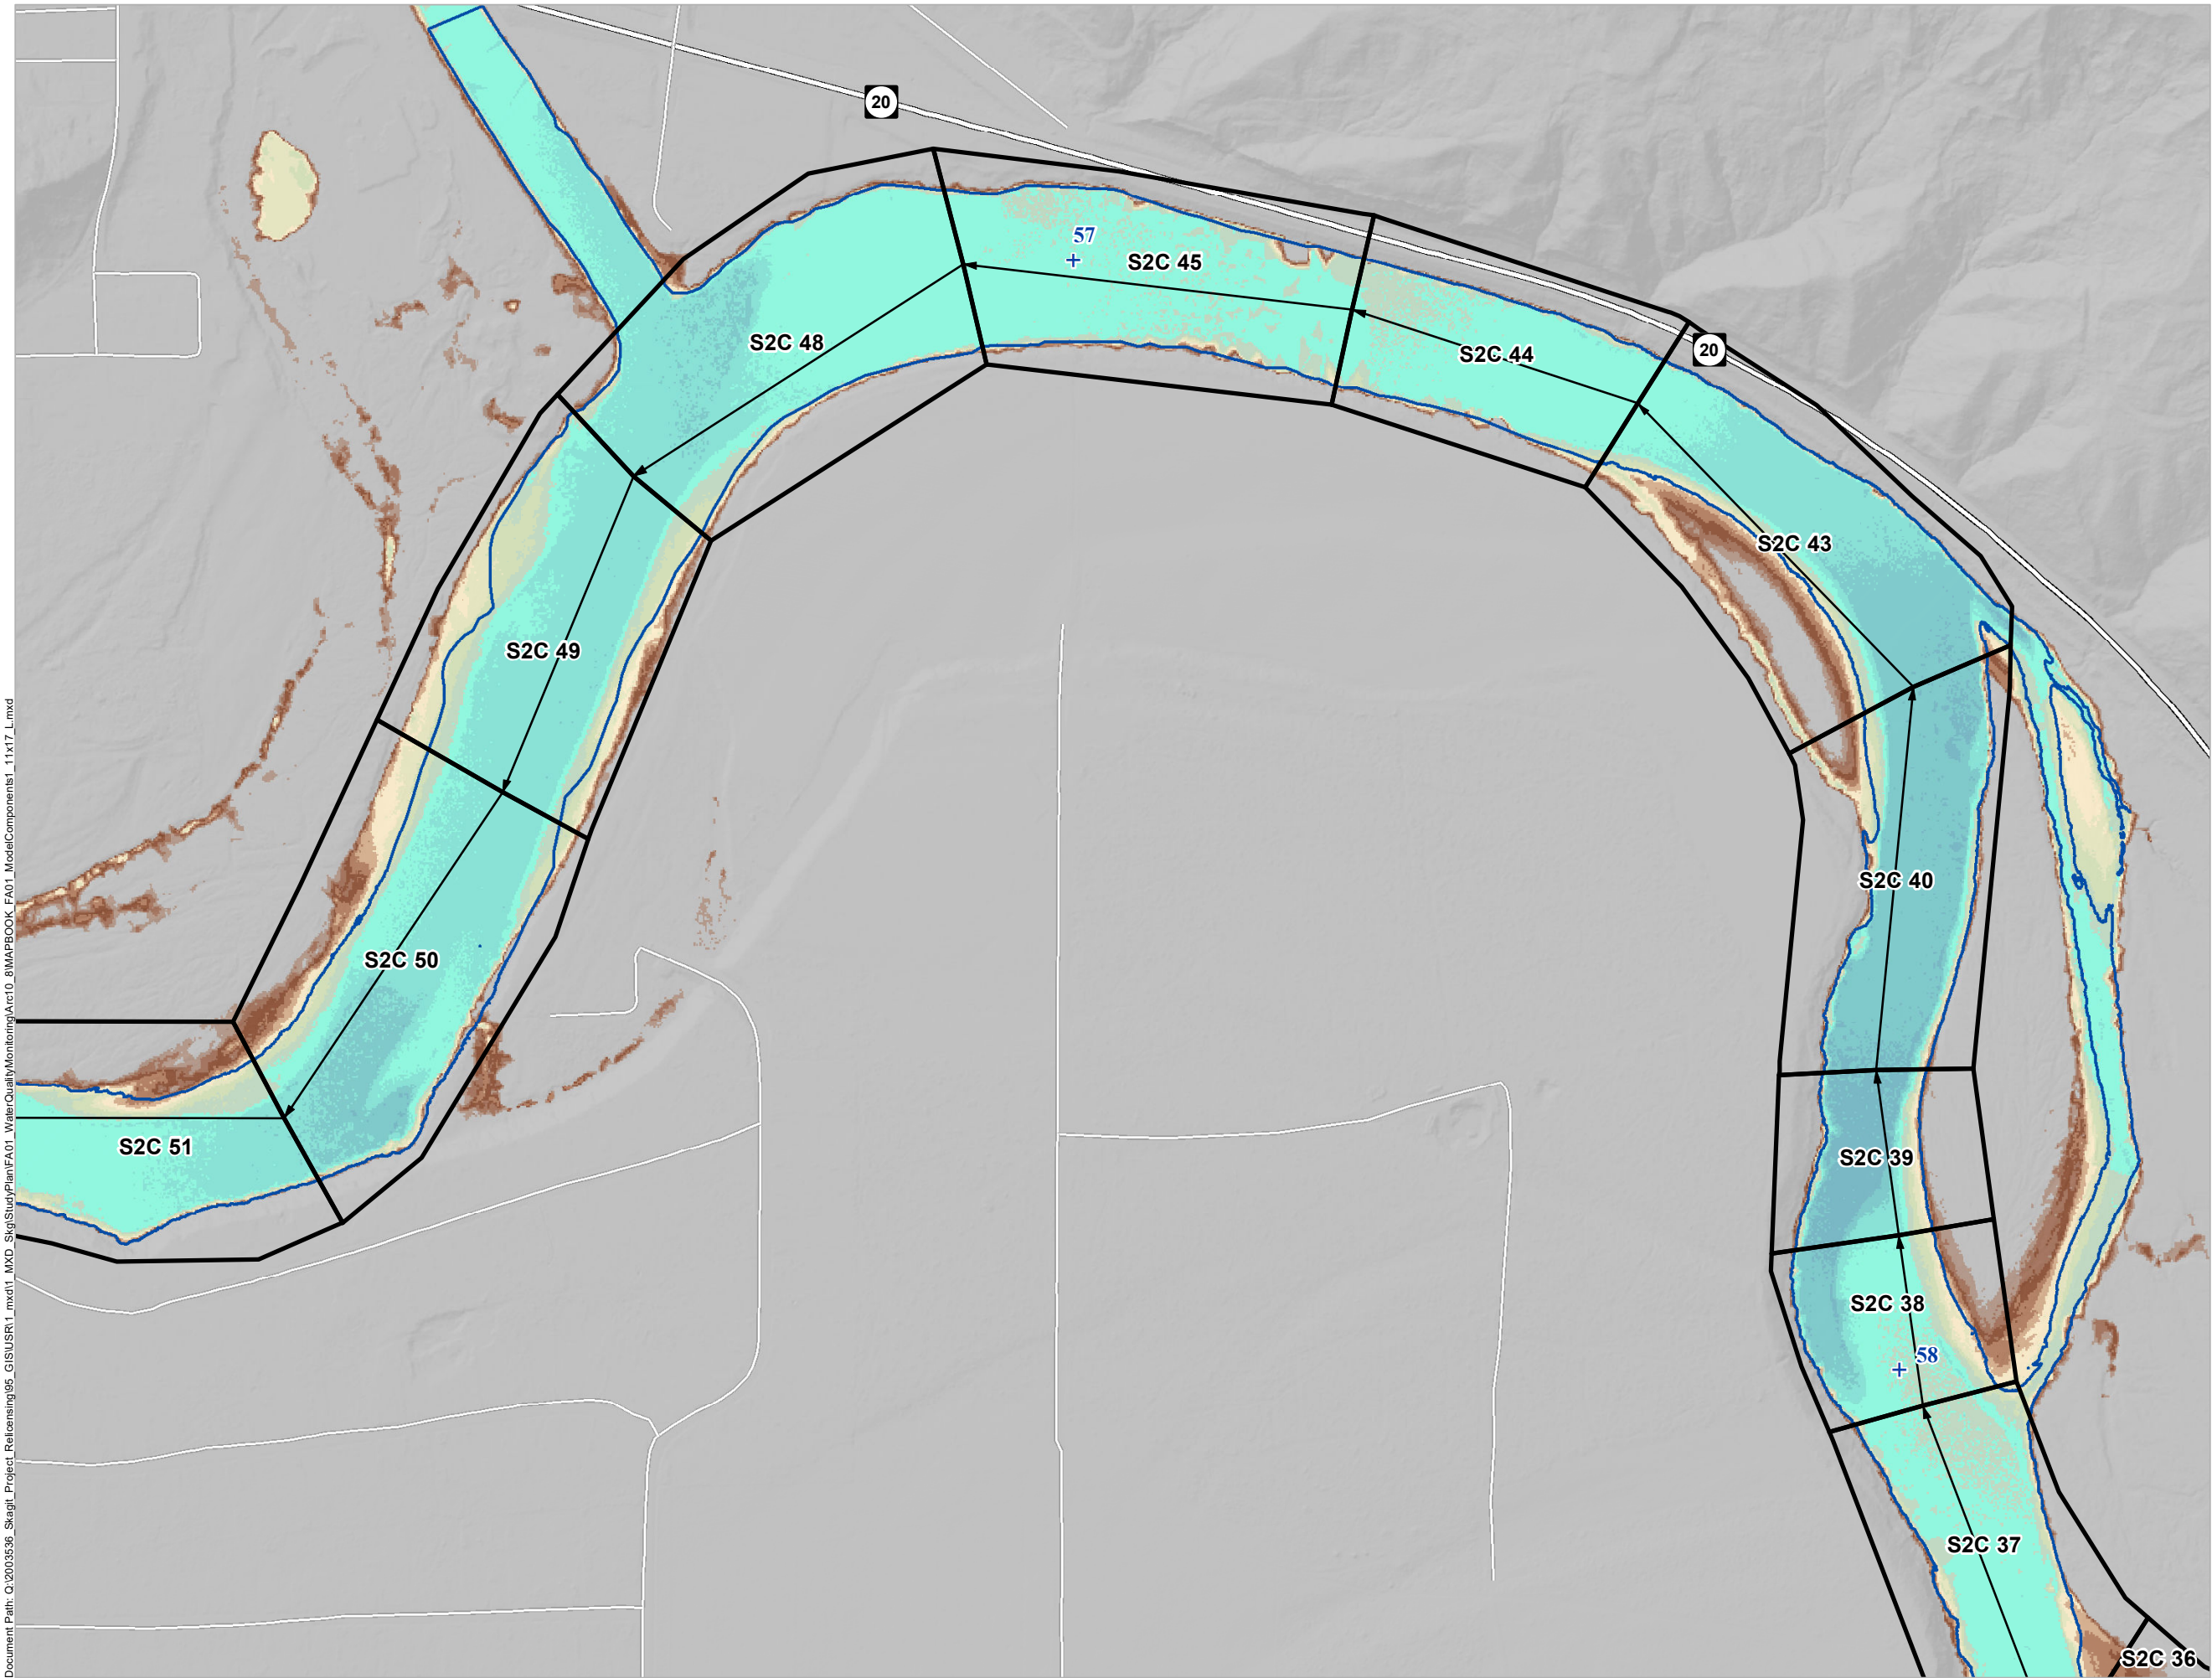 20
57
S2C 45
S2C 48
S2C 44
20
S2C 43
S2C 49
S2C 40
S2C 50
S2C 51
S2C 39
S2C 38
58
S2C 37
S2C 36
Document Path: Q:\2003536_Skagit_Project_Relicensing\95_GIS\USR\1_mxd\1_MXD_Skg\StudyPlan\FA01_WaterQualityMonitoring\Arc10_8\MAPBOOK_FA01_ModelComponents1_11x17_L.mxd